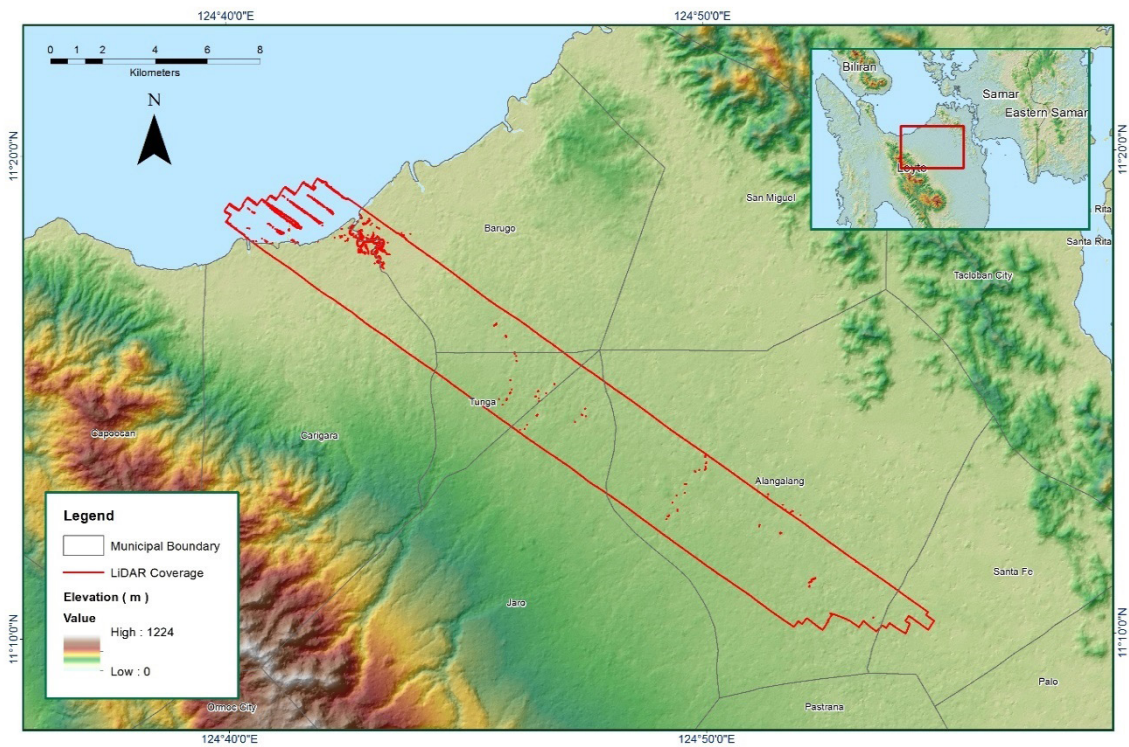 124°40'0"E
124°50'0"E
0 1 2 4 6 8
Kilometers
N
Biliran
Samar
Eastern Samar
Leyte
11°20'0"N
11°20'0"N
San Miguel
Barugo
Santa Rita
Tacloban City
Tunga
Capoocan
Carigara
Alangalang
Legend
Municipal Boundary
LiDAR Coverage
Elevation ( m )
Value
High : 1224
Low : 0
Santa Fe
Jaro
11°10'0"N
11°10'0"N
Palo
Ormoc City
Pastrana
124°40'0"E
124°50'0"E